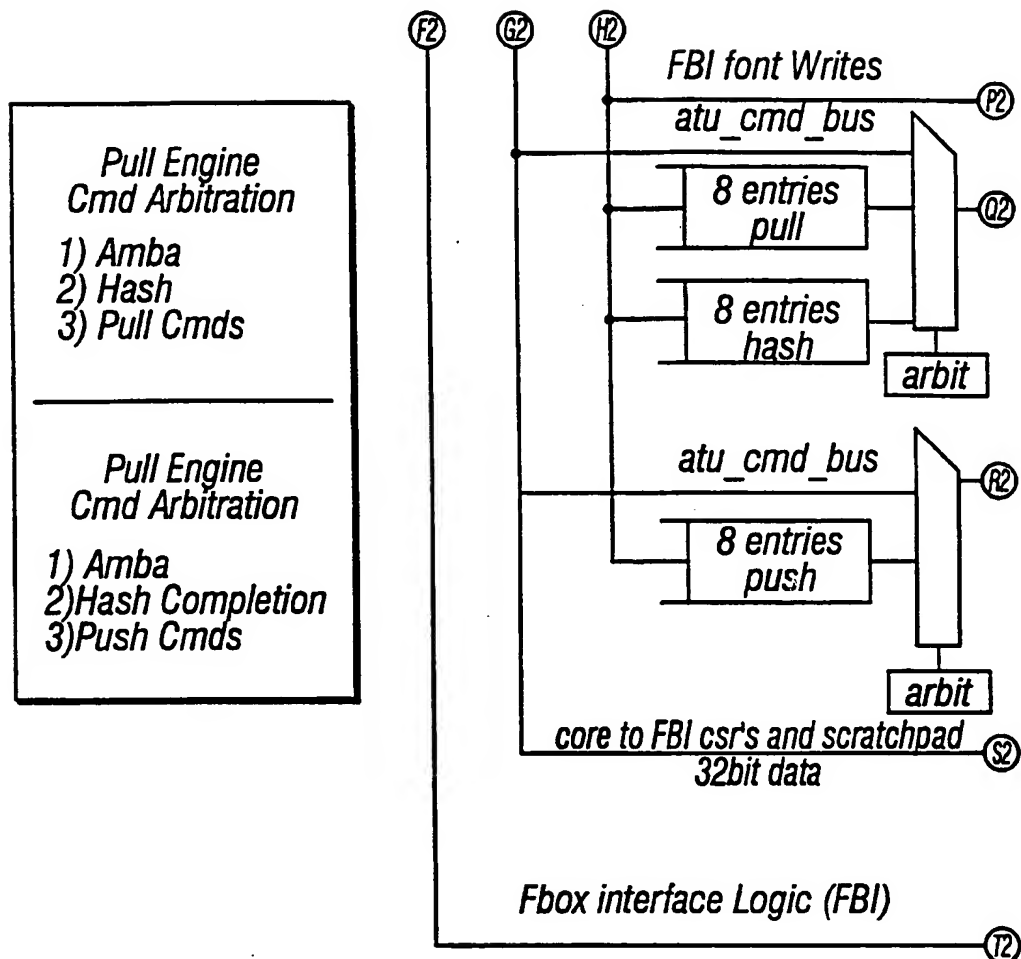 F2 G2 H2
FBI font Writes
P2
atu_cmd_bus
8 entries
pull
Q2
8 entries
hash
arbit
Pull Engine
Cmd Arbitration
1) Amba
2) Hash
3) Pull Cmds
Pull Engine
Cmd Arbitration
1) Amba
2)Hash Completion
3)Push Cmds
atu_cmd_bus
R2
8 entries
push
arbit
core to FBI csr's and scratchpad
32bit data
S2
Fbox interface Logic (FBI)
T2